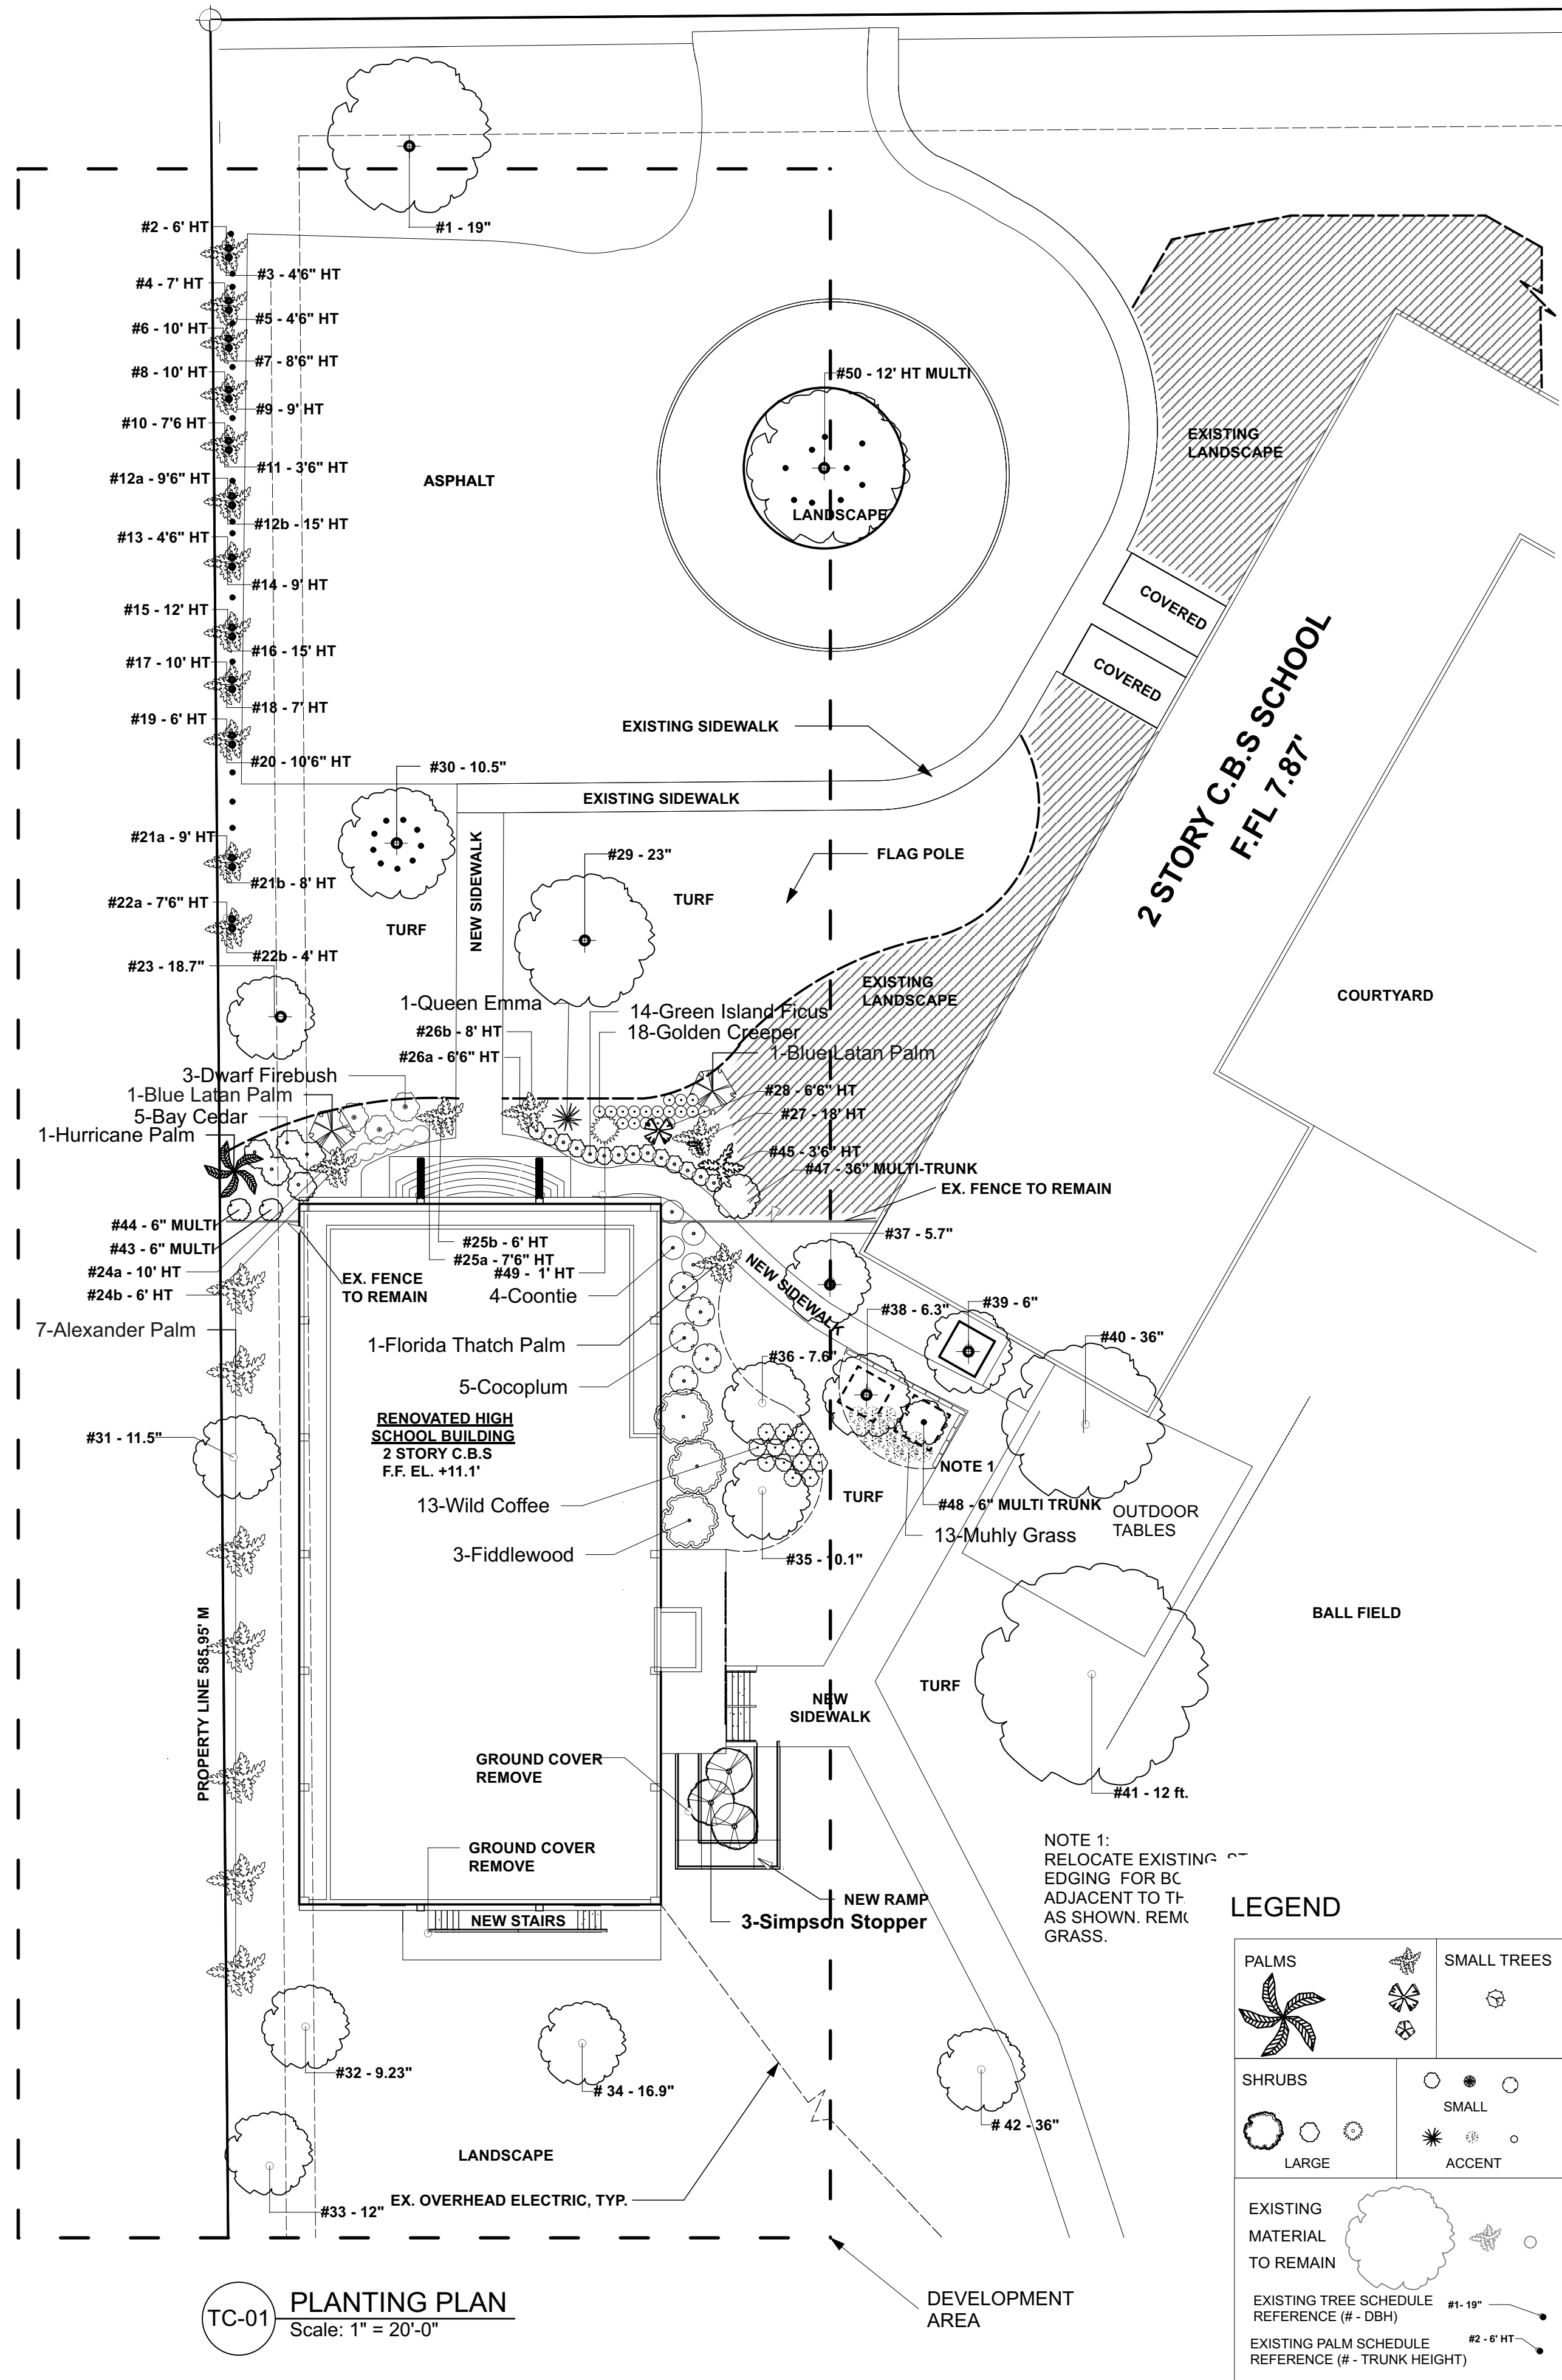 #1 - 19"
#2 - 6' HT
#3 - 4'6" HT
#4 - 7' HT
#5 - 4'6" HT
#6 - 10' HT
#7 - 8'6" HT
#8 - 10' HT
#9 - 9' HT
#10 - 7'6 HT
#11 - 3'6" HT
#12a - 9'6" HT
#12b - 15' HT
#13 - 4'6" HT
#14 - 9' HT
#15 - 12' HT
#16 - 15' HT
#17 - 10' HT
#18 - 7' HT
#19 - 6' HT
#20 - 10'6" HT
#21a - 9' HT
#21b - 8' HT
#22a - 7'6" HT
#22b - 4' HT
#23 - 18.7"
ASPHALT
#50 - 12' HT MULTI
LANDSCAPE
EXISTING
LANDSCAPE
COVERED
COVERED
2 STORY C.B.S SCHOOL
F.FL 7.87'
EXISTING SIDEWALK
EXISTING SIDEWALK
#30 - 10.5"
NEW SIDEWALK
#29 - 23"
FLAG POLE
TURF
TURF
EXISTING
LANDSCAPE
COURTYARD
1-Queen Emma
14-Green Island Ficus
18-Golden Creeper
#26b - 8' HT
#26a - 6'6" HT
1-Blue Latan Palm
3-Dwarf Firebush
1-Blue Latan Palm
5-Bay Cedar
1-Hurricane Palm
#28 - 6'6" HT
#27 - 18' HT
#45 - 3'6" HT
#47 - 36" MULTI-TRUNK
EX. FENCE TO REMAIN
#44 - 6" MULTI
#43 - 6" MULTI
#24a - 10' HT
#24b - 6' HT
EX. FENCE
TO REMAIN
#25b - 6' HT
#25a - 7'6" HT
#49 - 1' HT
4-Coontie
#37 - 5.7"
NEW SIDEWALK
#38 - 6.3"
#39 - 6"
#40 - 36"
7-Alexander Palm
1-Florida Thatch Palm
#36 - 7.6"
5-Cocoplum
RENOVATED HIGH
SCHOOL BUILDING
2 STORY C.B.S
F.F. EL. +11.1'
#31 - 11.5"
NOTE 1
13-Wild Coffee
TURF
#48 - 6" MULTI TRUNK
OUTDOOR
TABLES
13-Muhly Grass
3-Fiddlewood
#35 - 10.1"
PROPERTY LINE 585.95' M
BALL FIELD
TURF
NEW
SIDEWALK
GROUND COVER
REMOVE
#41 - 12 ft.
GROUND COVER
REMOVE
NOTE 1:
RELOCATE EXISTING
EDGING FOR
ADJACENT TO
AS SHOWN.
GRASS.
NEW RAMP
NEW STAIRS
3-Simpson Stopper
#32 - 9.23"
# 34 - 16.9"
# 42 - 36"
LANDSCAPE
EX. OVERHEAD ELECTRIC, TYP.
#33 - 12"
DEVELOPMENT
AREA
TC-01
PLANTING PLAN
Scale: 1" = 20'-0"
LEGEND
PALMS
SMALL TREES
SHRUBS
SMALL
LARGE
ACCENT
EXISTING
MATERIAL
TO REMAIN
EXISTING TREE SCHEDULE
REFERENCE (# - DBH)
#1- 19"
EXISTING PALM SCHEDULE
REFERENCE (# - TRUNK HEIGHT)
#2 - 6' HT